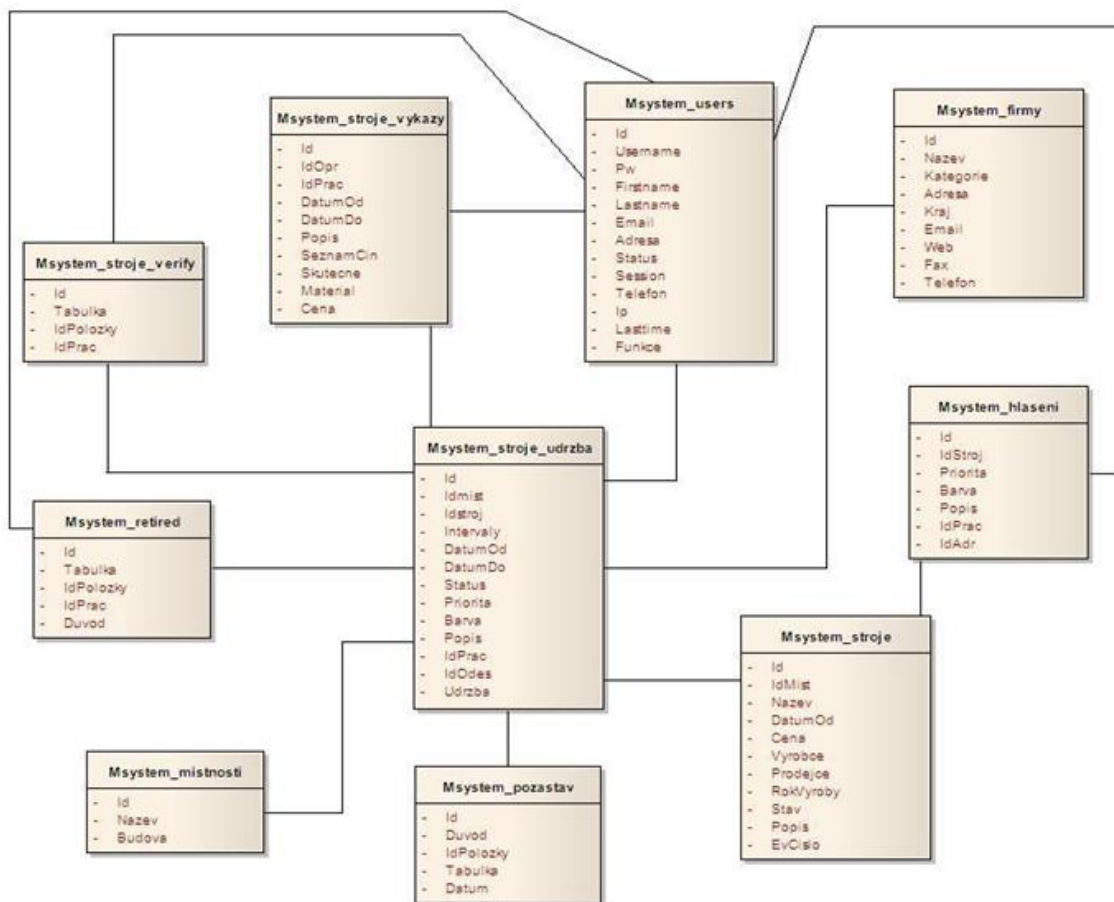 Msystem_users
- Id
- Username
- Pw
- Firstname
- Lastname
- Email
- Adresa
- Status
- Session
- Telefon
- Ip
- Lasttime
- Funkce
Msystem_firmy
- Id
- Nazev
- Kategorie
- Adresa
- Kraj
- Email
- Web
- Fax
- Telefon
Msystem_stroje_vykazy
- Id
- IdOpr
- IdPrac
- DatumOd
- DatumDo
- Popis
- SeznamCin
- Skutecne
- Material
- Cena
Msystem_stroje_verify
- Id
- Tabulka
- IdPolozky
- IdPrac
Msystem_hlaseni
- Id
- IdStroj
- Priorita
- Barva
- Popis
- IdPrac
- IdAdr
Msystem_stroje_udrzba
- Id
- Idmist
- Idstroj
- Intervaly
- DatumOd
- DatumDo
- Status
- Priorita
- Barva
- Popis
- IdPrac
- IdOdes
- Udrzba
Msystem_retired
- Id
- Tabulka
- IdPolozky
- IdPrac
- Duvod
Msystem_stroje
- Id
- IdMist
- Nazev
- DatumOd
- Cena
- Vyrobce
- Prodejce
- RokVyroby
- Stav
- Popis
- EvCislo
Msystem_mistnosti
- Id
- Nazev
- Budova
Msystem_pozastav
- Id
- Duvod
- IdPolozky
- Tabulka
- Datum